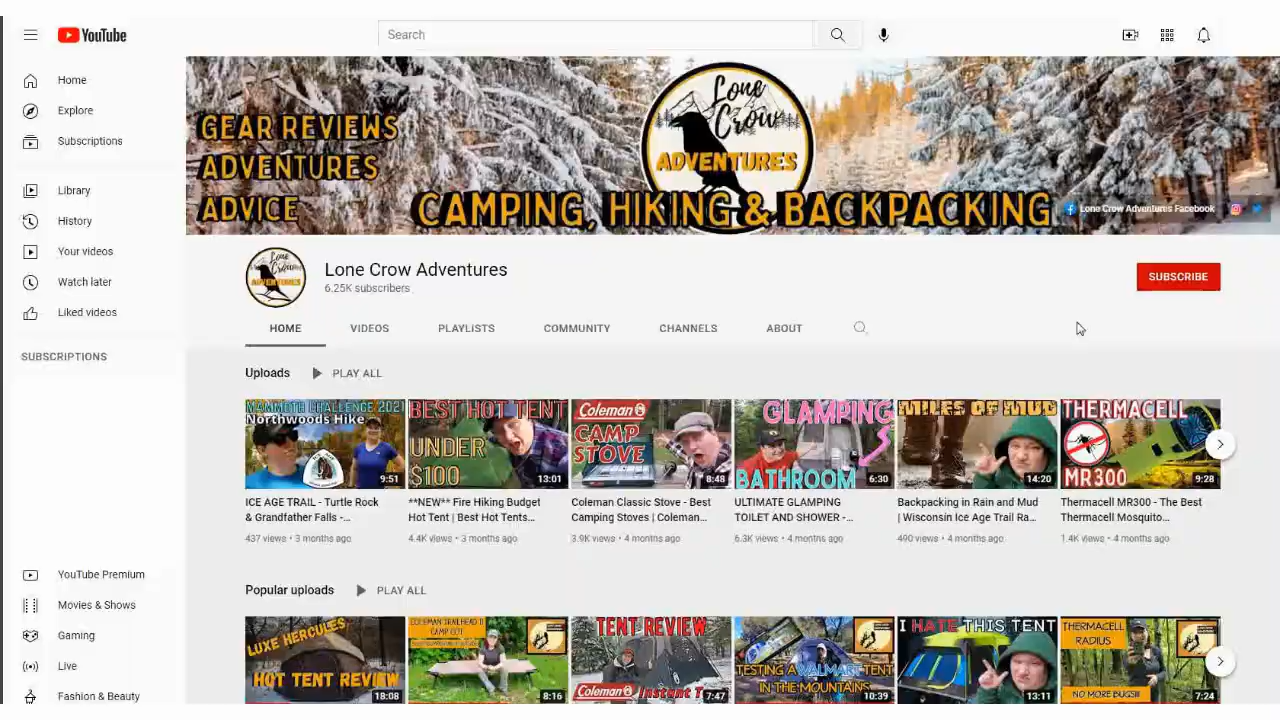 YouTube
Search
Home
Explore
Subscriptions
Library
History
Your videos
Watch later
Liked videos
SUBSCRIPTIONS
YouTube Premium
Movies & Shows
Gaming
Live
Fashion & Beauty
GEAR REVIEWS
ADVENTURES
ADVICE
Lone
Crow
ADVENTURES
CAMPING, HIKING & BACKPACKING
Lone Crow Adventures Facebook
Lone
Crow
ADVENTURES
Lone Crow Adventures
6.25K subscribers
SUBSCRIBE
HOME VIDEOS PLAYLISTS COMMUNITY CHANNELS ABOUT
Uploads PLAY ALL
MAMMOTH CHALLENGE 2021
Northwoods Hike
9:51
ICE AGE TRAIL - Turtle Rock
& Grandfather Falls -...
437 views • 3 months ago
BEST HOT TENT
UNDER
$100
13:01
**NEW** Fire Hiking Budget
Hot Tent | Best Hot Tents...
4.4K views • 3 months ago
Coleman
CAMP
STOVE
8:48
Coleman Classic Stove - Best
Camping Stoves | Coleman...
3.9K views • 4 months ago
GLAMPING
BATHROOM
6:30
ULTIMATE GLAMPING
TOILET AND SHOWER -...
6.3K views • 4 months ago
MILES OF MUD
14:20
Backpacking in Rain and Mud
| Wisconsin Ice Age Trail Ra...
490 views • 4 months ago
THERMACELL
MR300
9:28
Thermacell MR300 - The Best
Thermacell Mosquito...
1.4K views • 4 months ago
Popular uploads PLAY ALL
LUXE HERCULES
HOT TENT REVIEW
18:08
COLEMAN TRAILHEAD II
CAMP COT
8:16
TENT REVIEW
Coleman Instant T
7:47
TESTING A WALMART TENT
IN THE MOUNTAINS
10:39
I HATE THIS TENT
13:11
THERMACELL
RADIUS
NO MORE BUGS!!!
7:24